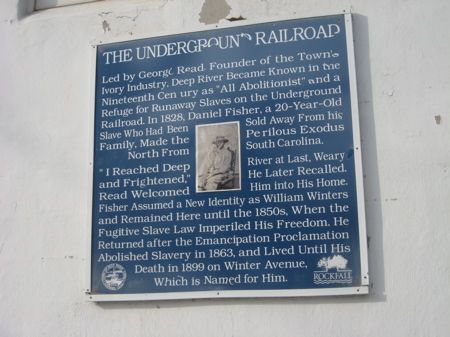 THE UNDERGROUND RAILROAD
Led by George Read, Founder of the Town's
Ivory Industry, Deep River Became Known in the
Nineteenth Century as "All Abolitionist" and a
Refuge for Runaway Slaves on the Underground
Railroad. In 1828, Daniel Fisher, a 20-Year-Old
Slave Who Had Been Sold Away From his
Family, Made the Perilous Exodus
North From South Carolina.
"I Reached Deep River at Last, Weary
and Frightened," He Later Recalled.
Read Welcomed Him into His Home.
Fisher Assumed a New Identity as William Winters
and Remained Here until the 1850s, When the
Fugitive Slave Law Imperiled His Freedom. He
Returned after the Emancipation Proclamation
Abolished Slavery in 1863, and Lived Until His
Death in 1899 on Winter Avenue,
Which is Named for Him.
ROCKFALL